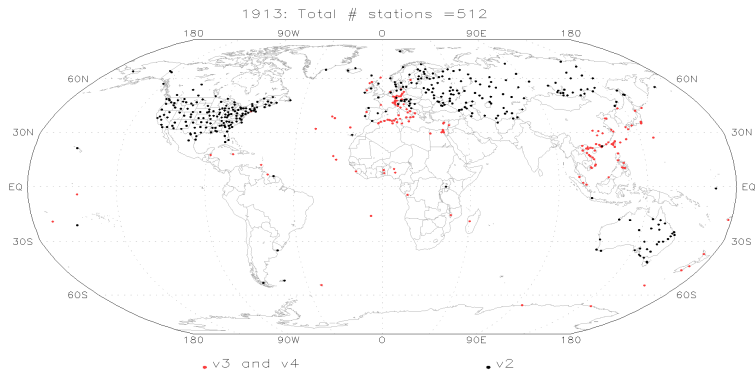 1913: Total # stations =512
180 90W 0 90E 180
60N 60N
30N 30N
EQ EQ
30S 30S
60S 60S
180 90W 0 90E 180
v3 and v4 v2